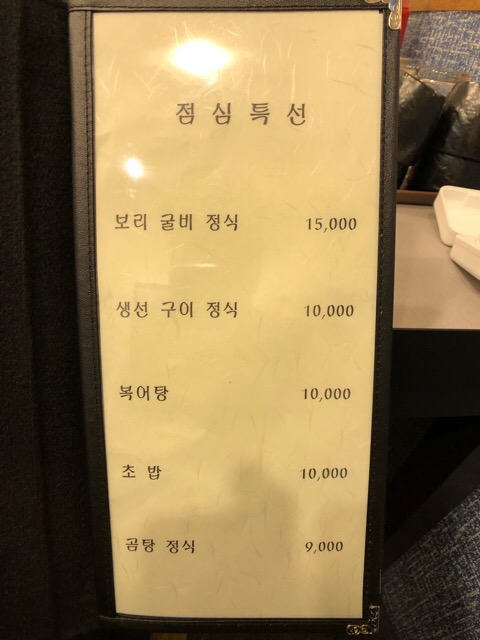 점심특선
보리 굴비 정식 15,000
생선 구이 정식 10,000
복어탕 10,000
초밥 10,000
곰탕 정식 9,000